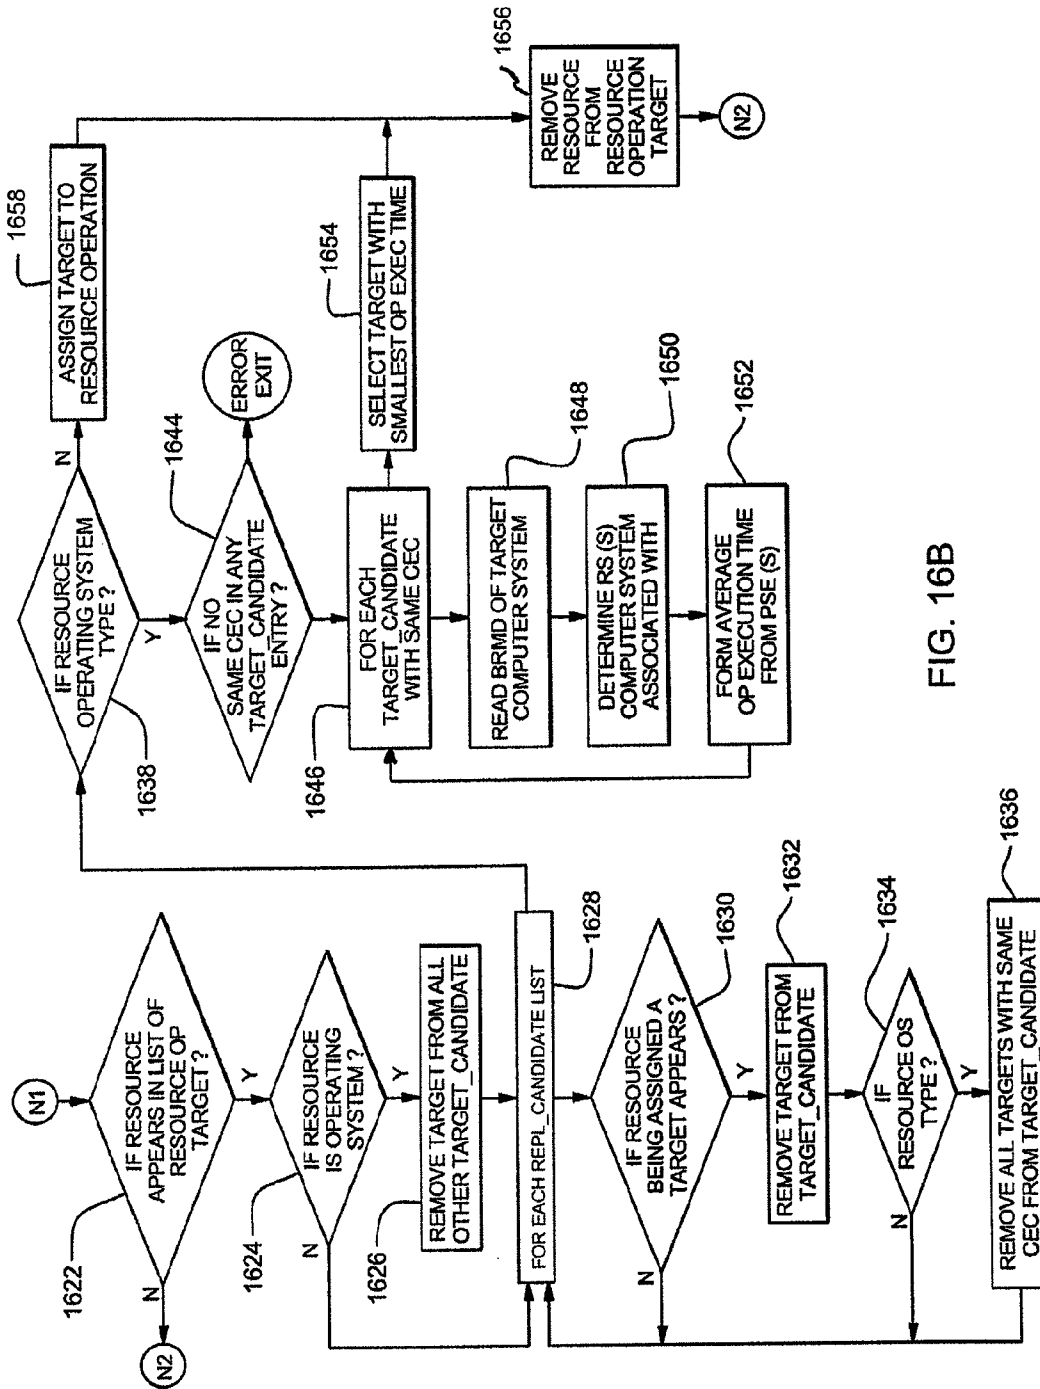 N1
IF RESOURCE
APPEARS IN LIST OF
RESOURCE OP
TARGET ?
1622
N
N2
Y
IF RESOURCE
IS OPERATING
SYSTEM ?
1624
N
Y
REMOVE TARGET FROM ALL
OTHER TARGET_CANDIDATE
1626
FOR EACH REPL_CANDIDATE LIST
1628
IF RESOURCE
BEING ASSIGNED A
TARGET APPEARS ?
1630
N
Y
REMOVE TARGET FROM
TARGET_CANDIDATE
1632
IF
RESOURCE OS
TYPE ?
1634
N
Y
REMOVE ALL TARGETS WITH SAME
CEC FROM TARGET_CANDIDATE
1636
IF RESOURCE
OPERATING SYSTEM
TYPE ?
1638
N
Y
ASSIGN TARGET TO
RESOURCE OPERATION
1658
IF NO
SAME CEC IN ANY
TARGET_CANDIDATE
ENTRY ?
1644
ERROR
EXIT
FOR EACH
TARGET_CANDIDATE
WITH SAME CEC
1646
SELECT TARGET WITH
SMALLEST OP EXEC TIME
1654
READ BRMD OF TARGET
COMPUTER SYSTEM
1648
DETERMINE RS (S)
COMPUTER SYSTEM
ASSOCIATED WITH
1650
FORM AVERAGE
OP EXECUTION TIME
FROM PSE (S)
1652
REMOVE
RESOURCE
FROM
RESOURCE
OPERATION
TARGET
1656
N2
FIG. 16B